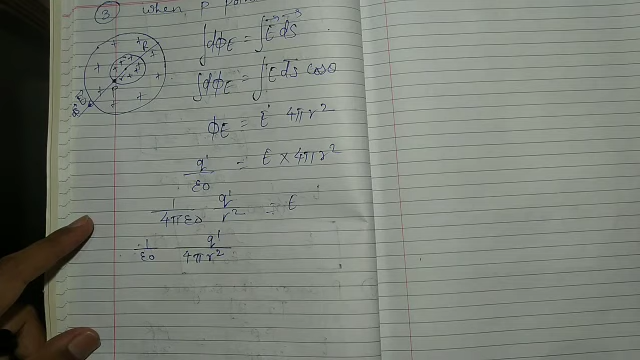 ③ When P
∫dϕE = ∫E⃗ ds⃗
∫dϕE = ∫E ds cosθ
ϕE = E 4πr²
q'/ε0 = E × 4πr²
1/4πε0 q'/r² = E
1/ε0 q'/4πr²